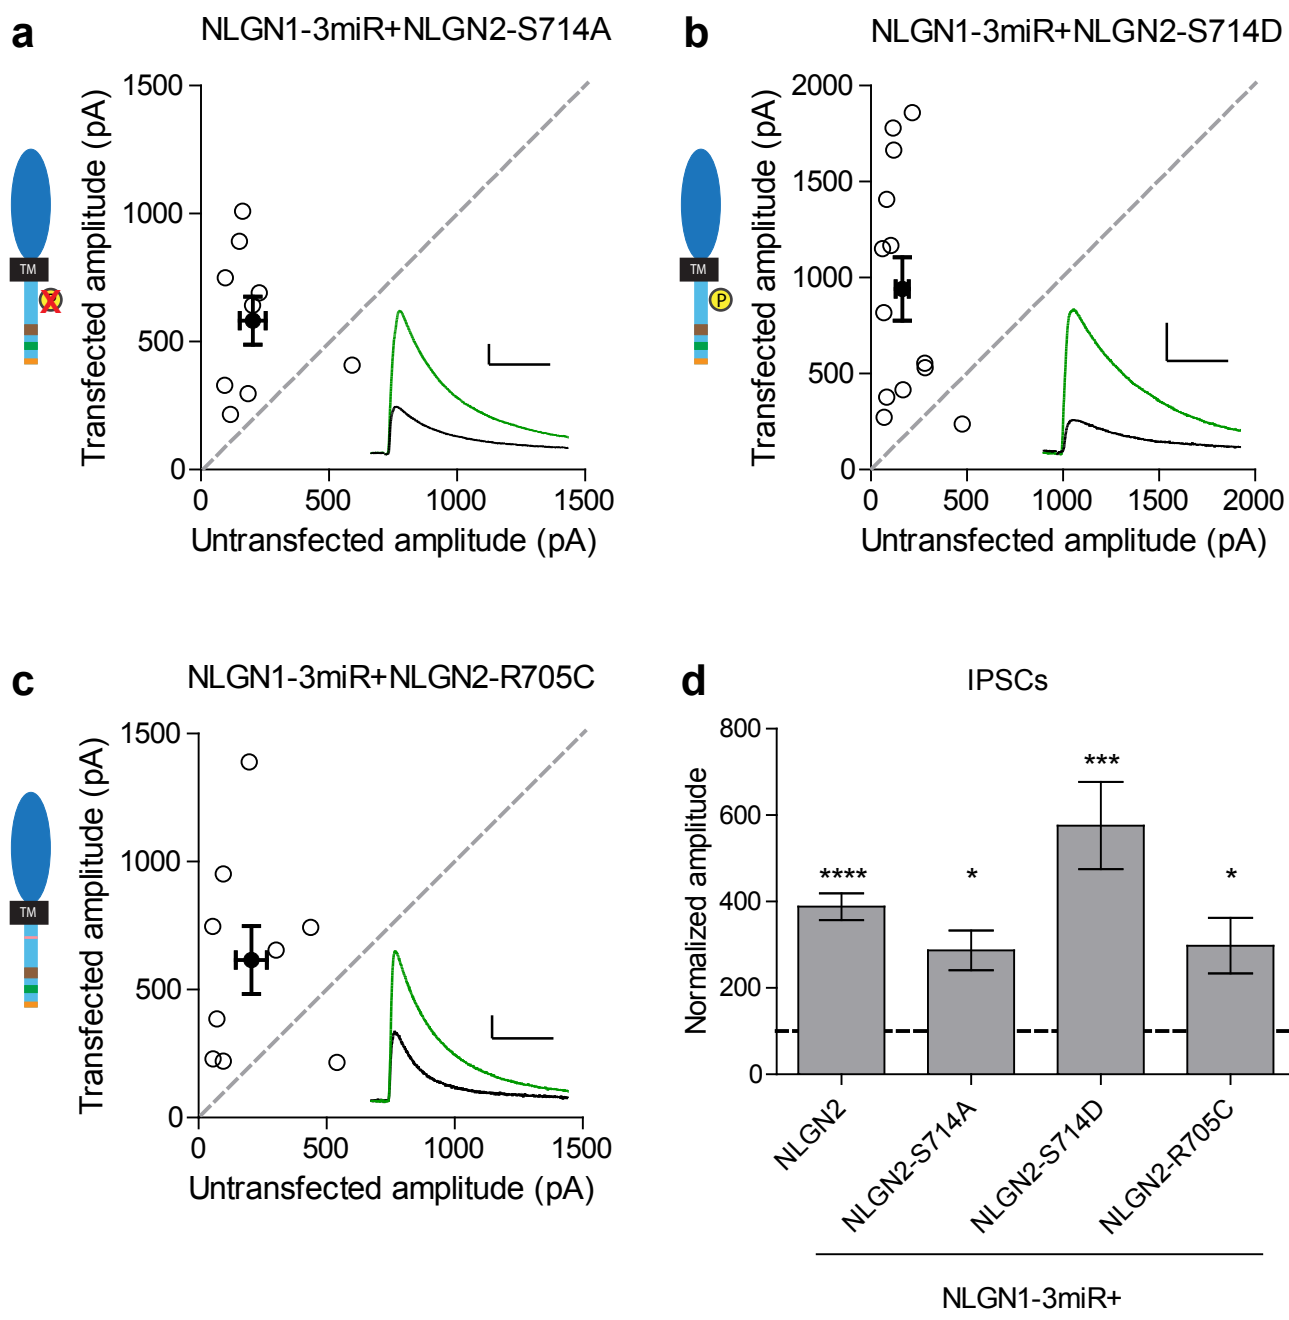 a
NLGN1-3miR+NLGN2-S714A
Transfected amplitude (pA)
1500
1000
500
0
0 500 1000 1500
Untransfected amplitude (pA)
TM
X
b
NLGN1-3miR+NLGN2-S714D
Transfected amplitude (pA)
2000
1500
1000
500
0
0 500 1000 1500 2000
Untransfected amplitude (pA)
TM
P
c
NLGN1-3miR+NLGN2-R705C
Transfected amplitude (pA)
1500
1000
500
0
0 500 1000 1500
Untransfected amplitude (pA)
TM
d
IPSCs
Normalized amplitude
800
600
400
200
0
****
*
***
*
NLGN2
NLGN2-S714A
NLGN2-S714D
NLGN2-R705C
NLGN1-3miR+